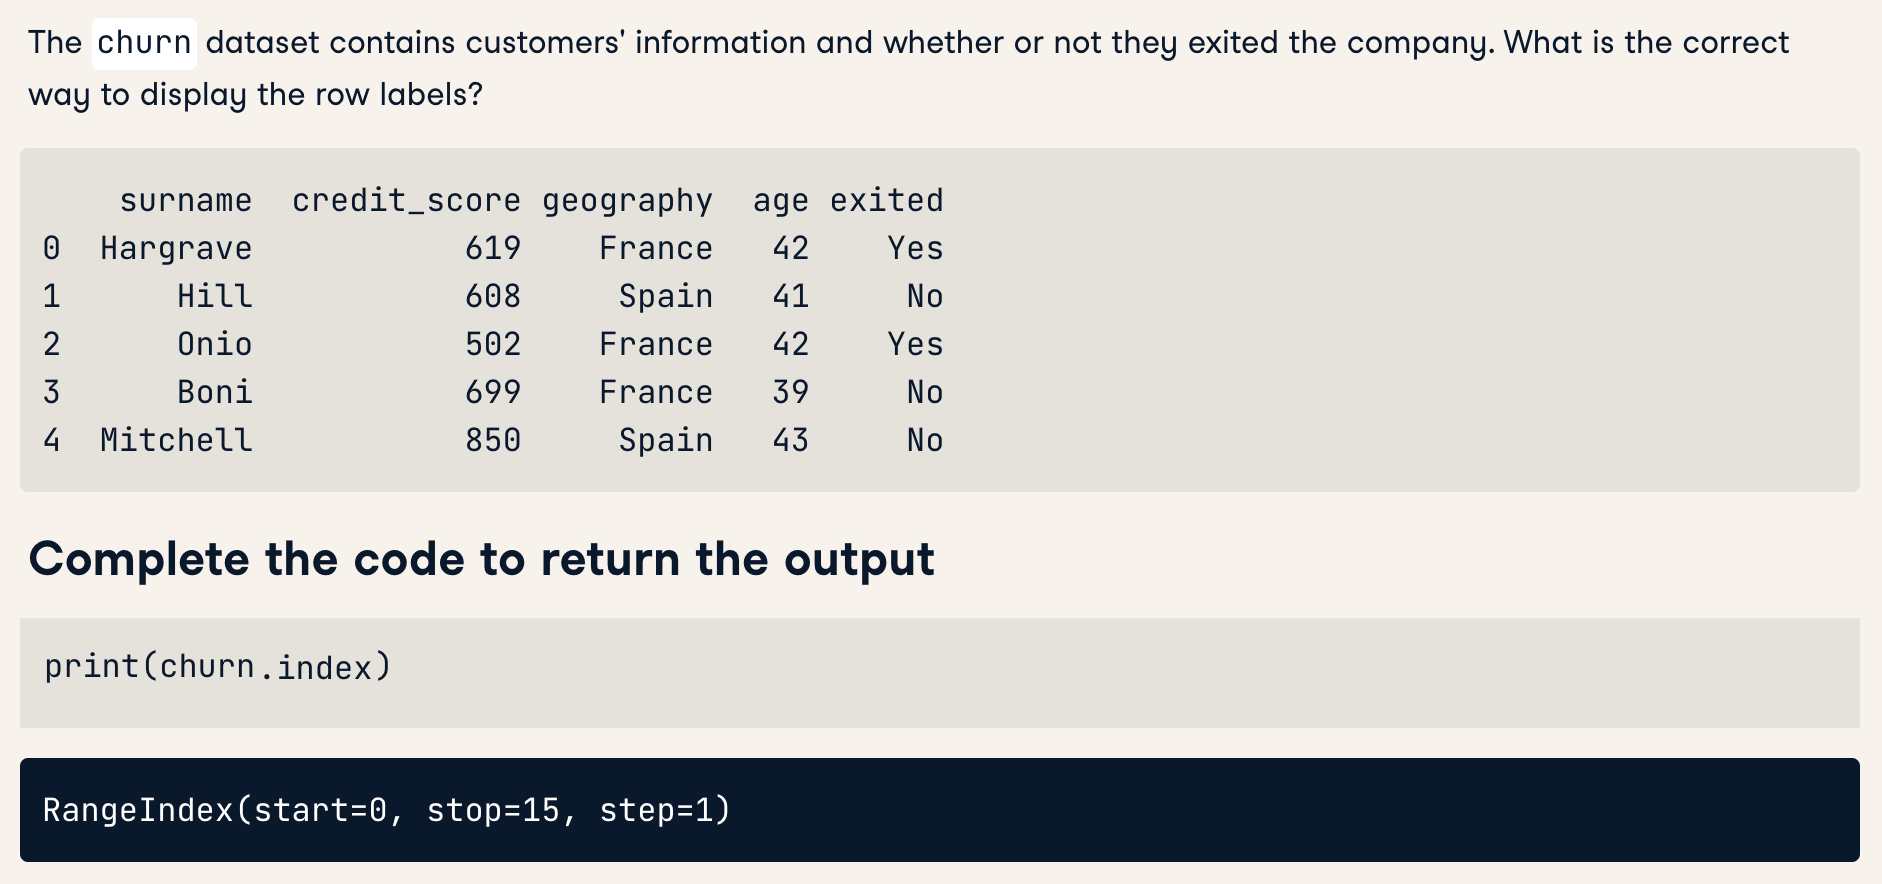 The churn dataset contains customers' information and whether or not they exited the company. What is the correct
way to display the row labels?
surname credit_score geography age exited
0 Hargrave 619 France 42 Yes
1 Hill 608 Spain 41 No
2 Onio 502 France 42 Yes
3 Boni 699 France 39 No
4 Mitchell 850 Spain 43 No
Complete the code to return the output
print(churn.index)
RangeIndex(start=0, stop=15, step=1)